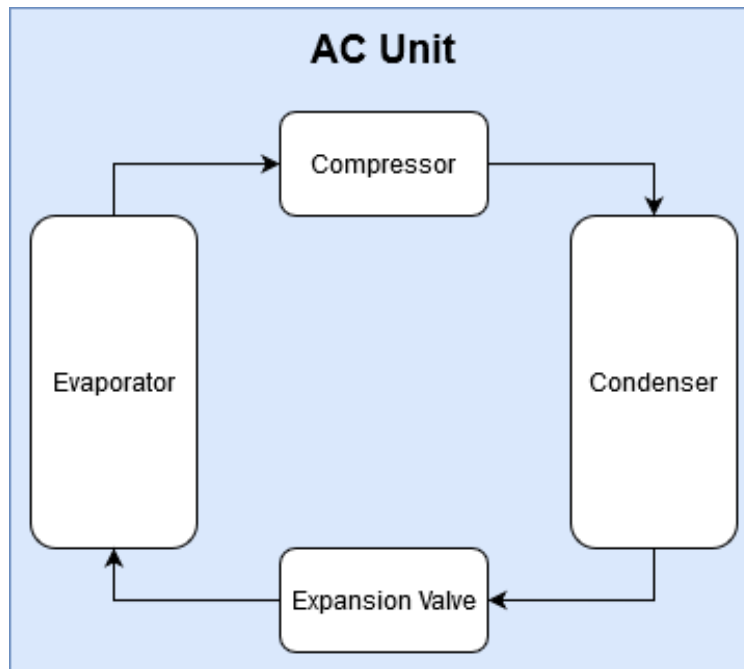 AC Unit
Compressor
Evaporator
Condenser
Expansion Valve